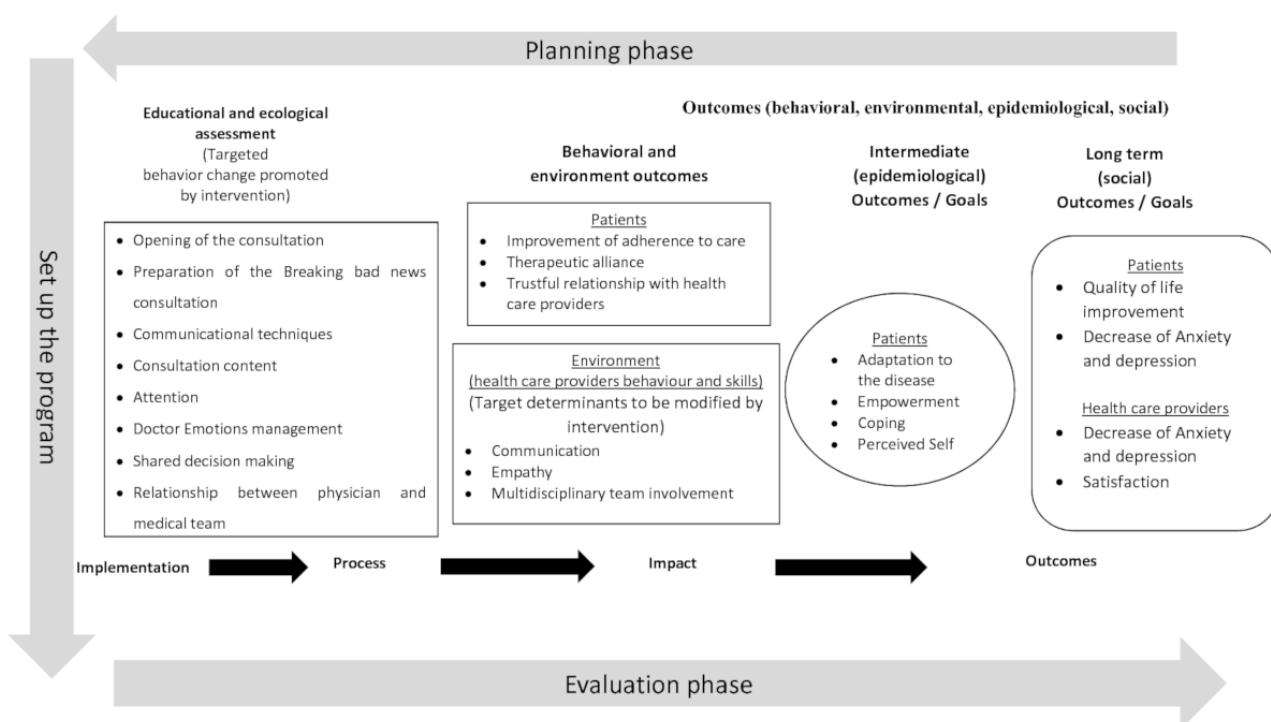 Planning phase
Set up the program
Educational and ecological
assessment
(Targeted
behavior change promoted
by intervention)
• Opening of the consultation
• Preparation of the Breaking bad news
consultation
• Communicational techniques
• Consultation content
• Attention
• Doctor Emotions management
• Shared decision making
• Relationship between physician and
medical team
Outcomes (behavioral, environmental, epidemiological, social)
Behavioral and
environment outcomes
Patients
• Improvement of adherence to care
• Therapeutic alliance
• Trustful relationship with health
care providers
Environment
(health care providers behaviour and skills)
(Target determinants to be modified by
intervention)
• Communication
• Empathy
• Multidisciplinary team involvement
Intermediate
(epidemiological)
Outcomes / Goals
Patients
• Adaptation to
the disease
• Empowerment
• Coping
• Perceived Self
Long term
(social)
Outcomes / Goals
Patients
• Quality of life
improvement
• Decrease of Anxiety
and depression
Health care providers
• Decrease of Anxiety
and depression
• Satisfaction
Implementation
Process
Impact
Outcomes
Evaluation phase